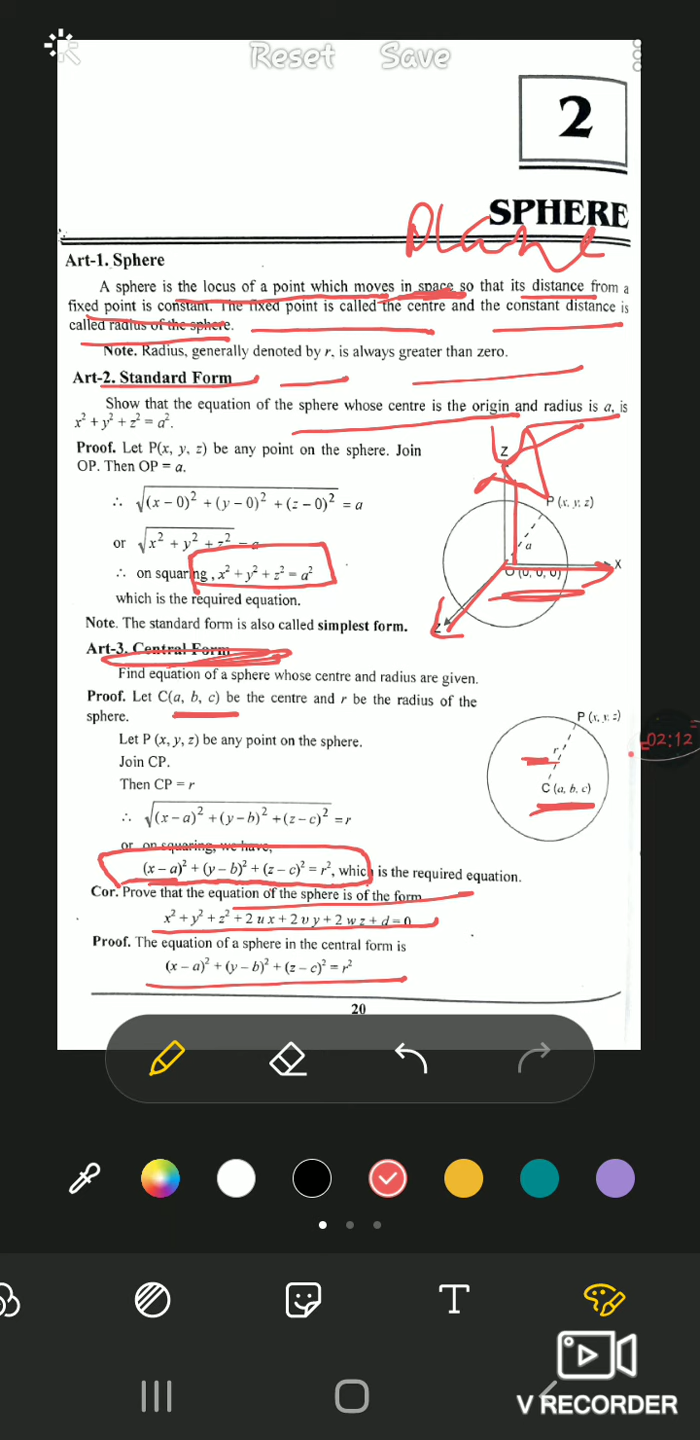 Reset Save
2
SPHERE
Plane
Art-1. Sphere
A sphere is the locus of a point which moves in space so that its distance from a
fixed point is constant. The fixed point is called the centre and the constant distance is
called radius of the sphere.
Note. Radius, generally denoted by r, is always greater than zero.
Art-2. Standard Form
Show that the equation of the sphere whose centre is the origin and radius is a, is
x² + y² + z² = a².
Proof. Let P(x, y, z) be any point on the sphere. Join
OP. Then OP = a.
∴ √(x – 0)² + (y – 0)² + (z – 0)² = a
or √x² + y² + z² = a
∴ on squaring, x² + y² + z² = a²
which is the required equation.
Note. The standard form is also called simplest form.
Z
P (x, y, z)
a
O (0, 0, 0)
X
Art-3. Central Form
Find equation of a sphere whose centre and radius are given.
Proof. Let C(a, b, c) be the centre and r be the radius of the
sphere.
Let P (x, y, z) be any point on the sphere.
Join CP.
Then CP = r
∴ √(x – a)² + (y – b)² + (z – c)² = r
or on squaring, we have,
(x – a)² + (y – b)² + (z – c)² = r², which is the required equation.
P (x, y, z)
r
C (a, b, c)
02:12
Cor. Prove that the equation of the sphere is of the form
x² + y² + z² + 2 u x + 2 v y + 2 w z + d = 0
Proof. The equation of a sphere in the central form is
(x – a)² + (y – b)² + (z – c)² = r²
20
T
V RECORDER